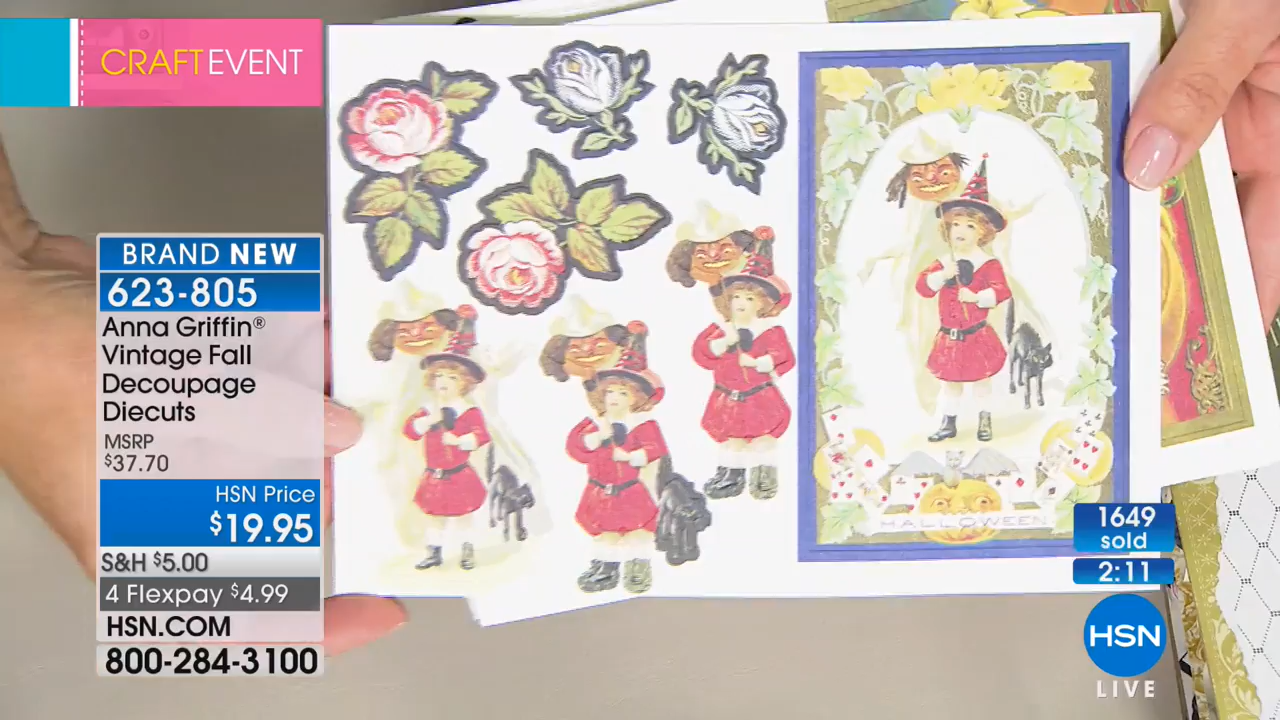 CRAFT EVENT
BRAND NEW
623-805
Anna Griffin®
Vintage Fall
Decoupage
Diecuts
MSRP
$37.70
HSN Price
$19.95
S&H $5.00
4 Flexpay $4.99
HSN.COM
800-284-3100
HALLOWEEN
1649
sold
2:11
HSN
LIVE